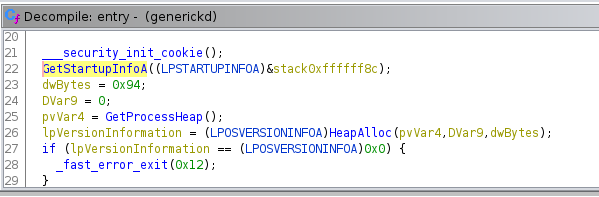 Decompile: entry - (generickd)
20
21 ___security_init_cookie();
22 GetStartupInfoA((LPSTARTUPINFOA)&stack0xffffff8c);
23 dwBytes = 0x94;
24 DVar9 = 0;
25 pvVar4 = GetProcessHeap();
26 lpVersionInformation = (LPOSVERSIONINFOA)HeapAlloc(pvVar4,DVar9,dwBytes);
27 if (lpVersionInformation == (LPOSVERSIONINFOA)0x0) {
28 _fast_error_exit(0x12);
29 }